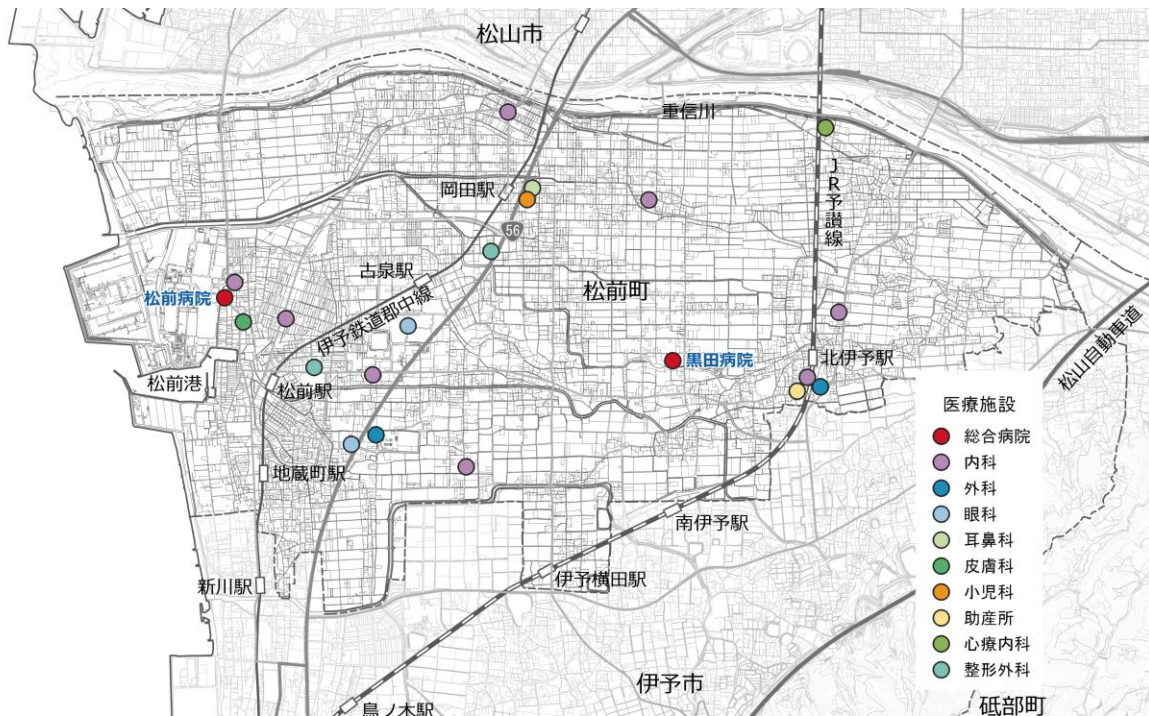 松山市
重信川
岡田駅
JR予讃線
56
古泉駅
松前町
松前病院
伊予鉄道郡中線
黒田病院
北伊予駅
松山自動車道
松前港
松前駅
地蔵町駅
南伊予駅
伊予横田駅
新川駅
伊予市
鳥ノ木駅
砥部町
医療施設
総合病院
内科
外科
眼科
耳鼻科
皮膚科
小児科
助産所
心療内科
整形外科